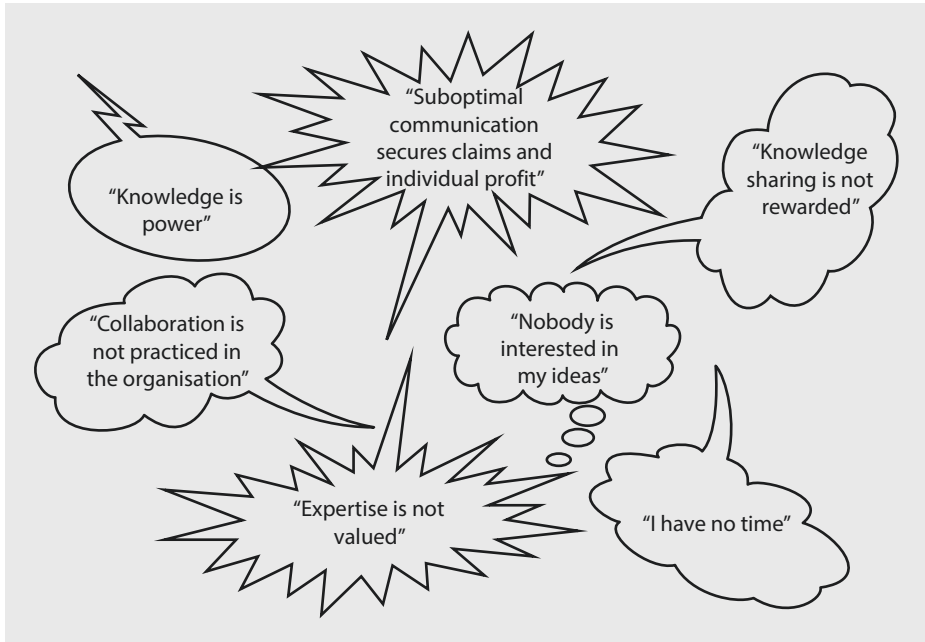 “Suboptimal
communication
secures claims and
individual profit”
“Knowledge
sharing is not
rewarded”
“Knowledge is
power”
“Collaboration is
not practiced in
the organisation”
“Nobody is
interested in
my ideas”
“Expertise is not
valued”
“I have no time”